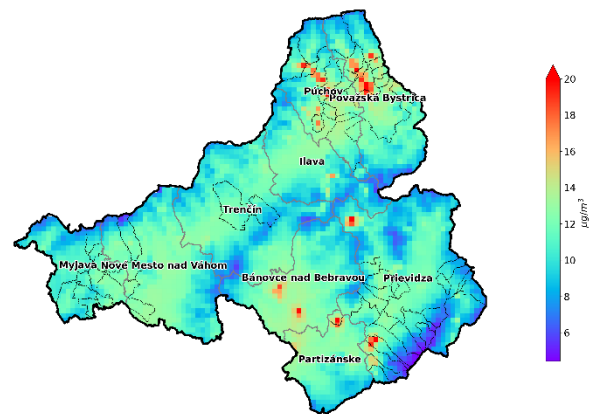 20
18
16
14
12
10
8
6
μg/m³
Púchov
Považská Bystrica
Ilava
Trenčín
Myjava
Nové Mesto nad Váhom
Bánovce nad Bebravou
Prievidza
Partizánske